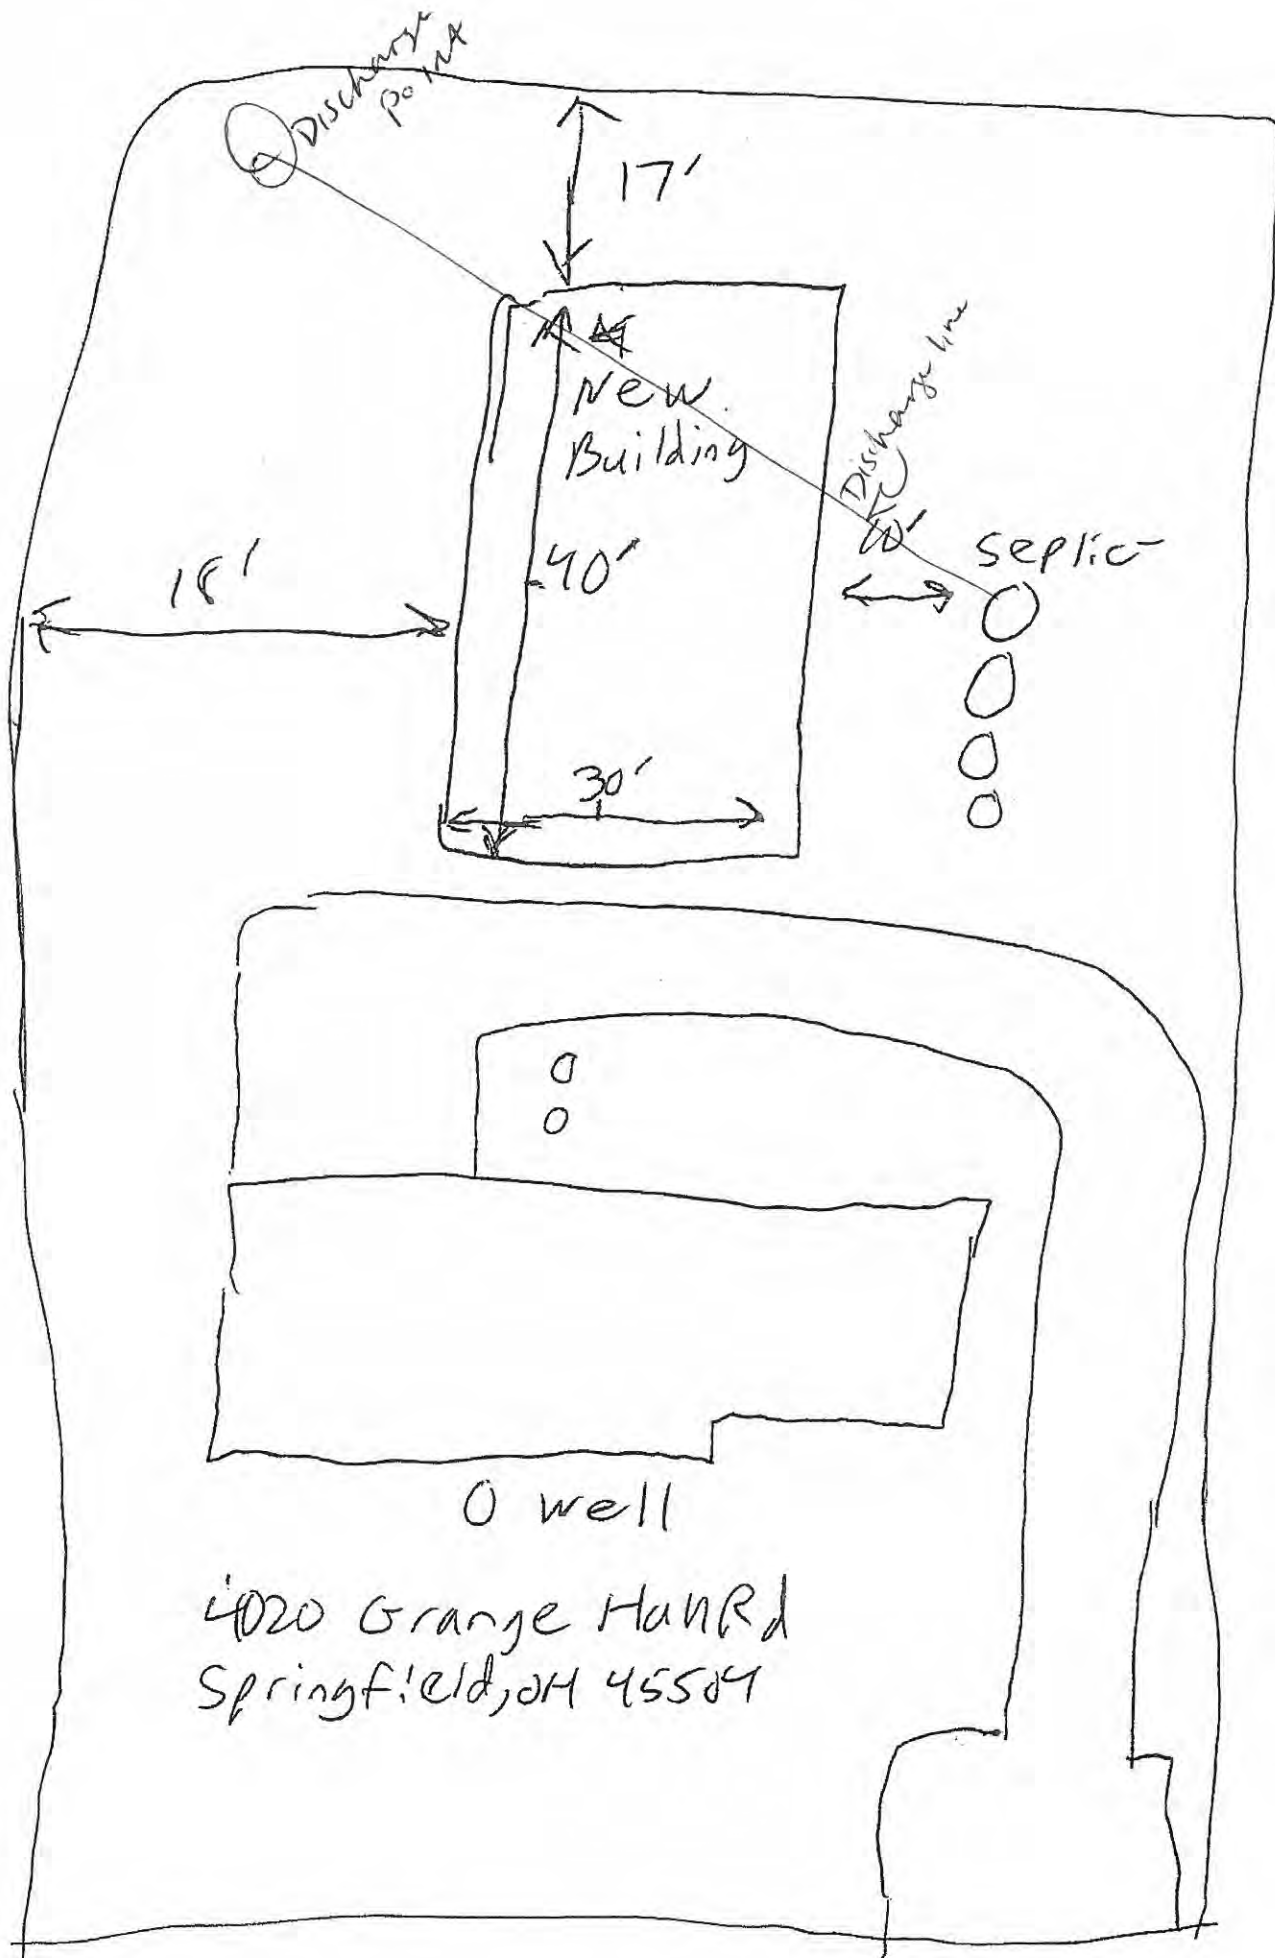 Discharge
point
17'
New
Building
Discharge line
10'
septic
18'
40'
30'
O well
4020 Grange Hall Rd
Springfield, OH 45504